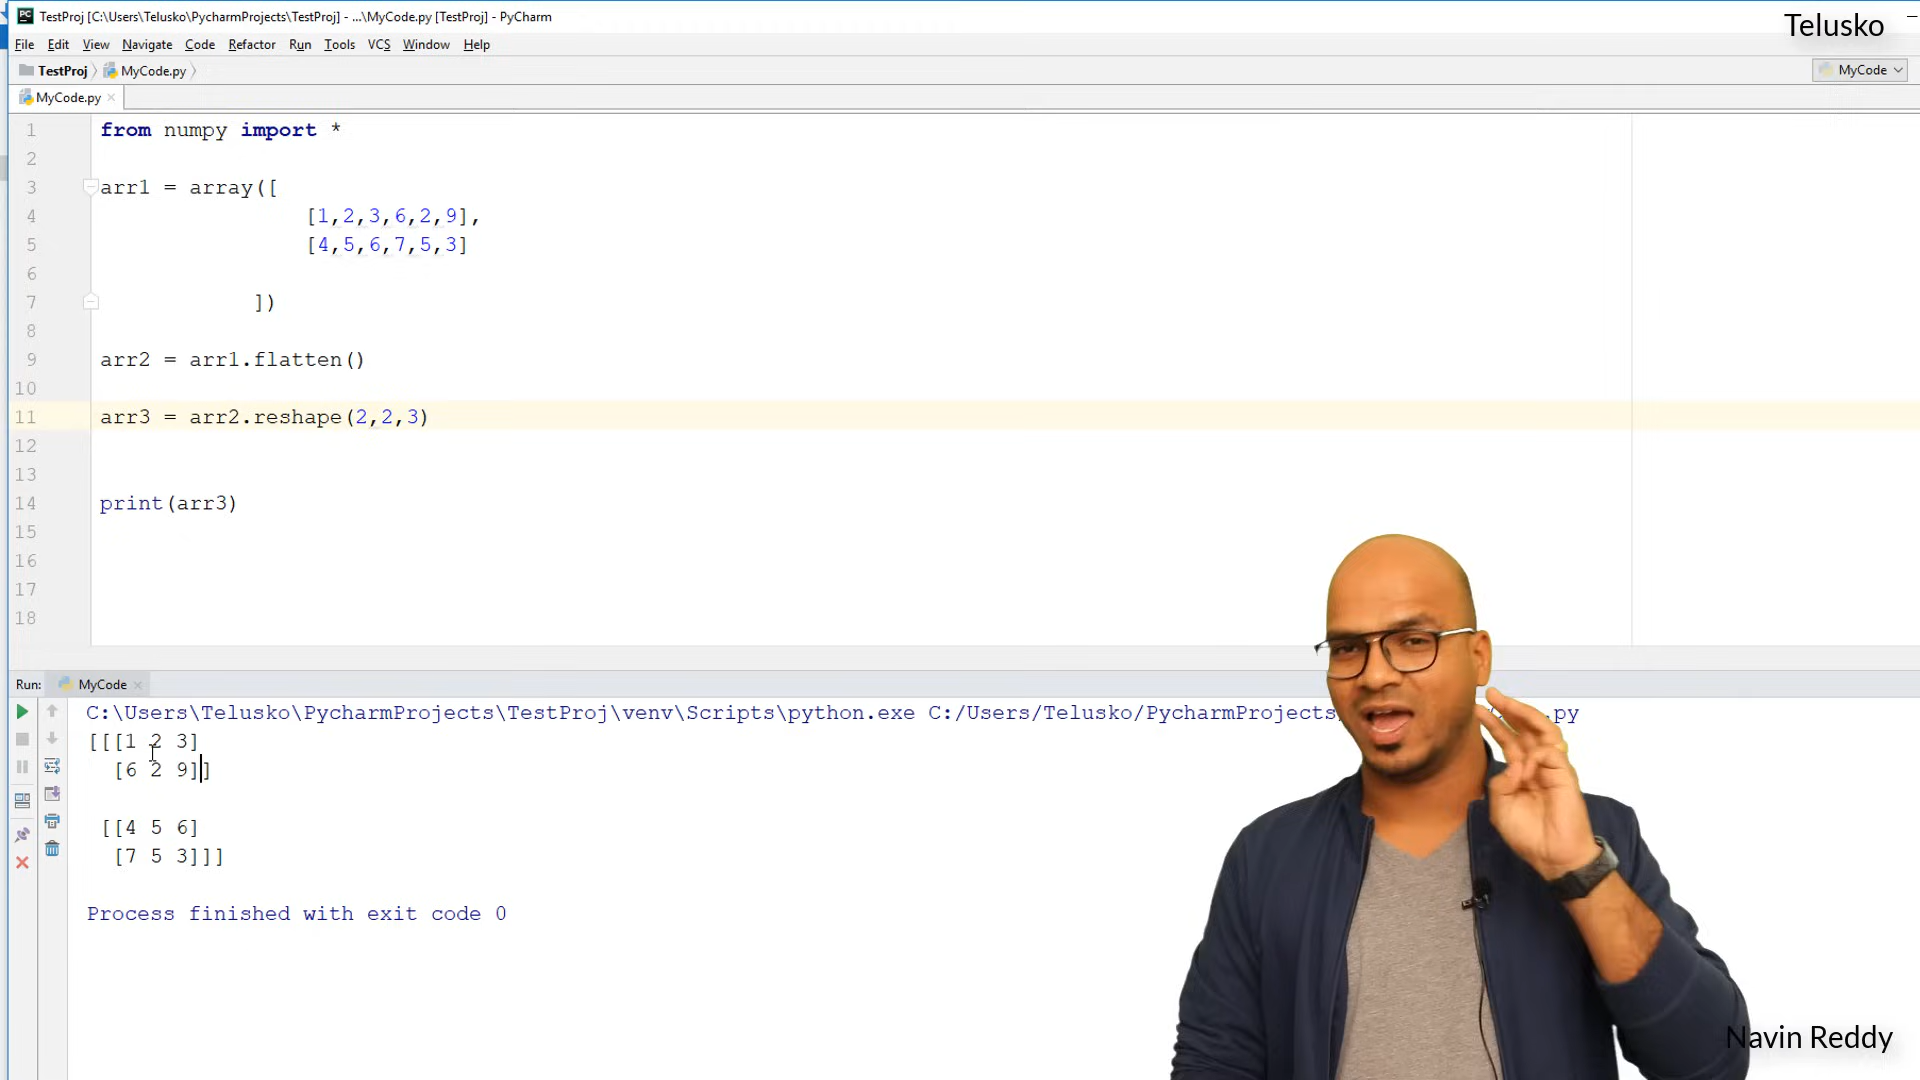 TestProj [C:\Users\Telusko\PycharmProjects\TestProj] - ...\MyCode.py [TestProj] - PyCharm
Telusko
File Edit View Navigate Code Refactor Run Tools VCS Window Help
TestProj MyCode.py
MyCode
MyCode.py
1 from numpy import *
2
3 arr1 = array([
4 [1,2,3,6,2,9],
5 [4,5,6,7,5,3]
6
7 ])
8
9 arr2 = arr1.flatten()
10
11 arr3 = arr2.reshape(2,2,3)
12
13
14 print(arr3)
15
16
17
18
Run: MyCode
C:\Users\Telusko\PycharmProjects\TestProj\venv\Scripts\python.exe C:/Users/Telusko/PycharmProjects .py
[[[1 2 3]
[6 2 9]]
[[4 5 6]
[7 5 3]]]
Process finished with exit code 0
Navin Reddy